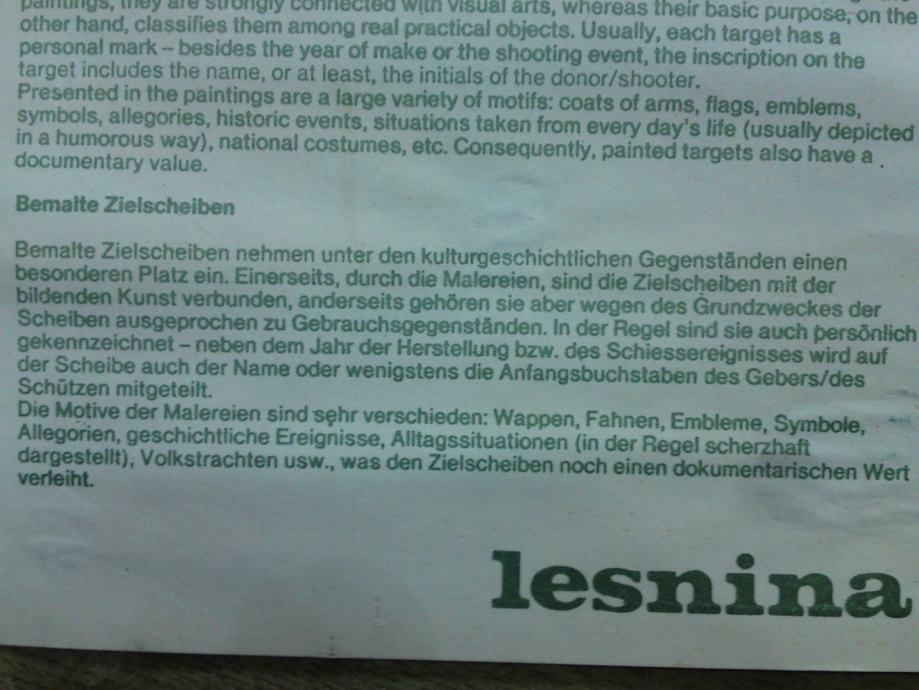 paintings, they are strongly connected with visual arts, whereas their basic purpose, on the
other hand, classifies them among real practical objects. Usually, each target has a
personal mark – besides the year of make or the shooting event, the inscription on the
target includes the name, or at least, the initials of the donor/shooter.
Presented in the paintings are a large variety of motifs: coats of arms, flags, emblems,
symbols, allegories, historic events, situations taken from every day's life (usually depicted
in a humorous way), national costumes, etc. Consequently, painted targets also have a
documentary value.
Bemalte Zielscheiben
Bemalte Zielscheiben nehmen unter den kulturgeschichtlichen Gegenständen einen
besonderen Platz ein. Einerseits, durch die Malereien, sind die Zielscheiben mit der
bildenden Kunst verbunden, anderseits gehören sie aber wegen des Grundzweckes der
Scheiben ausgeprochen zu Gebrauchsgegenständen. In der Regel sind sie auch persönlich
gekennzeichnet – neben dem Jahr der Herstellung bzw. des Schiessereignisses wird auf
der Scheibe auch der Name oder wenigstens die Anfangsbuchstaben des Gebers/des
Schützen mitgeteilt.
Die Motive der Malereien sind sehr verschieden: Wappen, Fahnen, Embleme, Symbole,
Allegorien, geschichtliche Ereignisse, Alltagssituationen (in der Regel scherzhaft
dargestellt), Volkstrachten usw., was den Zielscheiben noch einen dokumentarischen Wert
verleiht.
lesnina